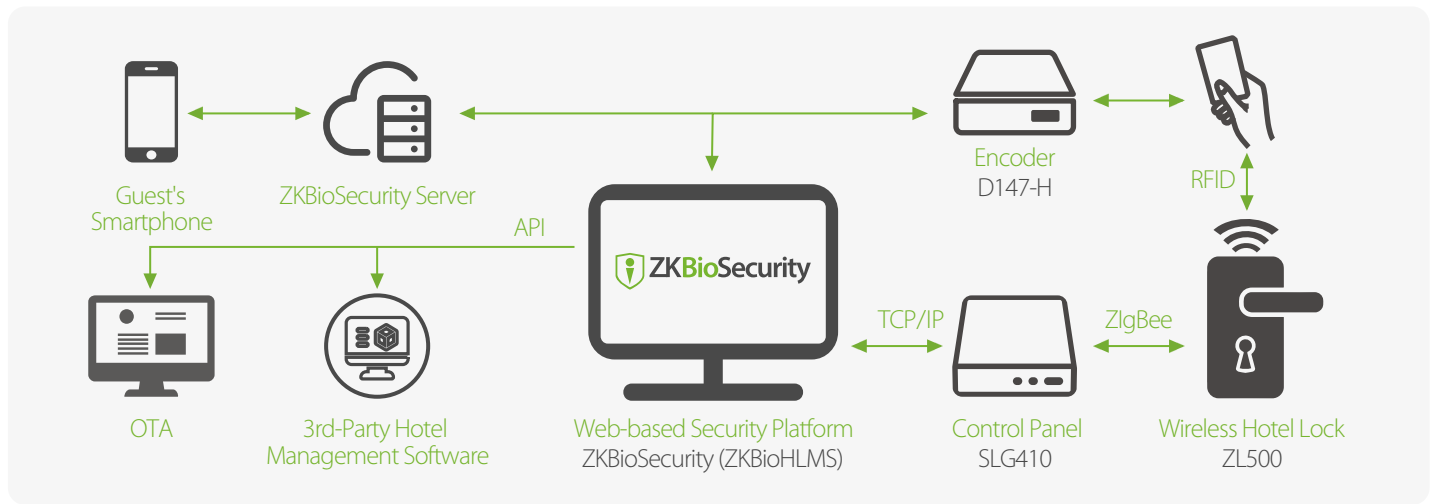 Guest's
Smartphone
ZKBioSecurity Server
Encoder
D147-H
RFID
API
ZKBioSecurity
TCP/IP
ZIgBee
OTA
3rd-Party Hotel
Management Software
Web-based Security Platform
ZKBioSecurity (ZKBioHLMS)
Control Panel
SLG410
Wireless Hotel Lock
ZL500